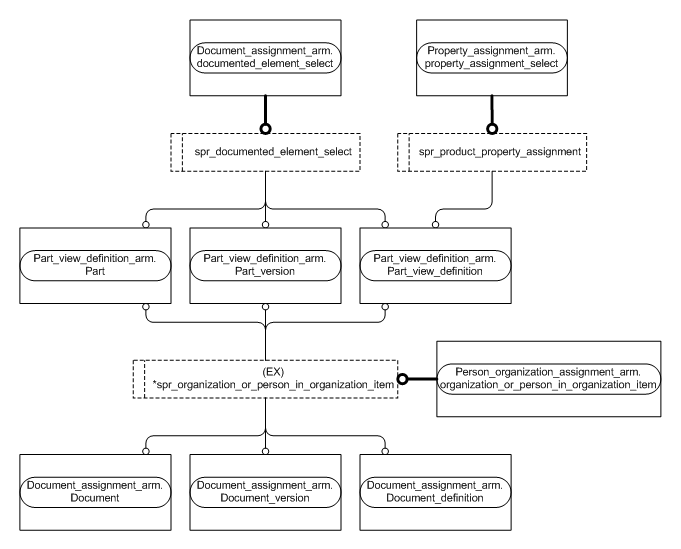 Document_assignment_arm.
documented_element_select
Property_assignment_arm.
property_assignment_select
spr_documented_element_select
spr_product_property_assignment
Part_view_definition_arm.
Part
Part_view_definition_arm.
Part_version
Part_view_definition_arm.
Part_view_definition
(EX)
*spr_organization_or_person_in_organization_item
Person_organization_assignment_arm.
organization_or_person_in_organization_item
Document_assignment_arm.
Document
Document_assignment_arm.
Document_version
Document_assignment_arm.
Document_definition